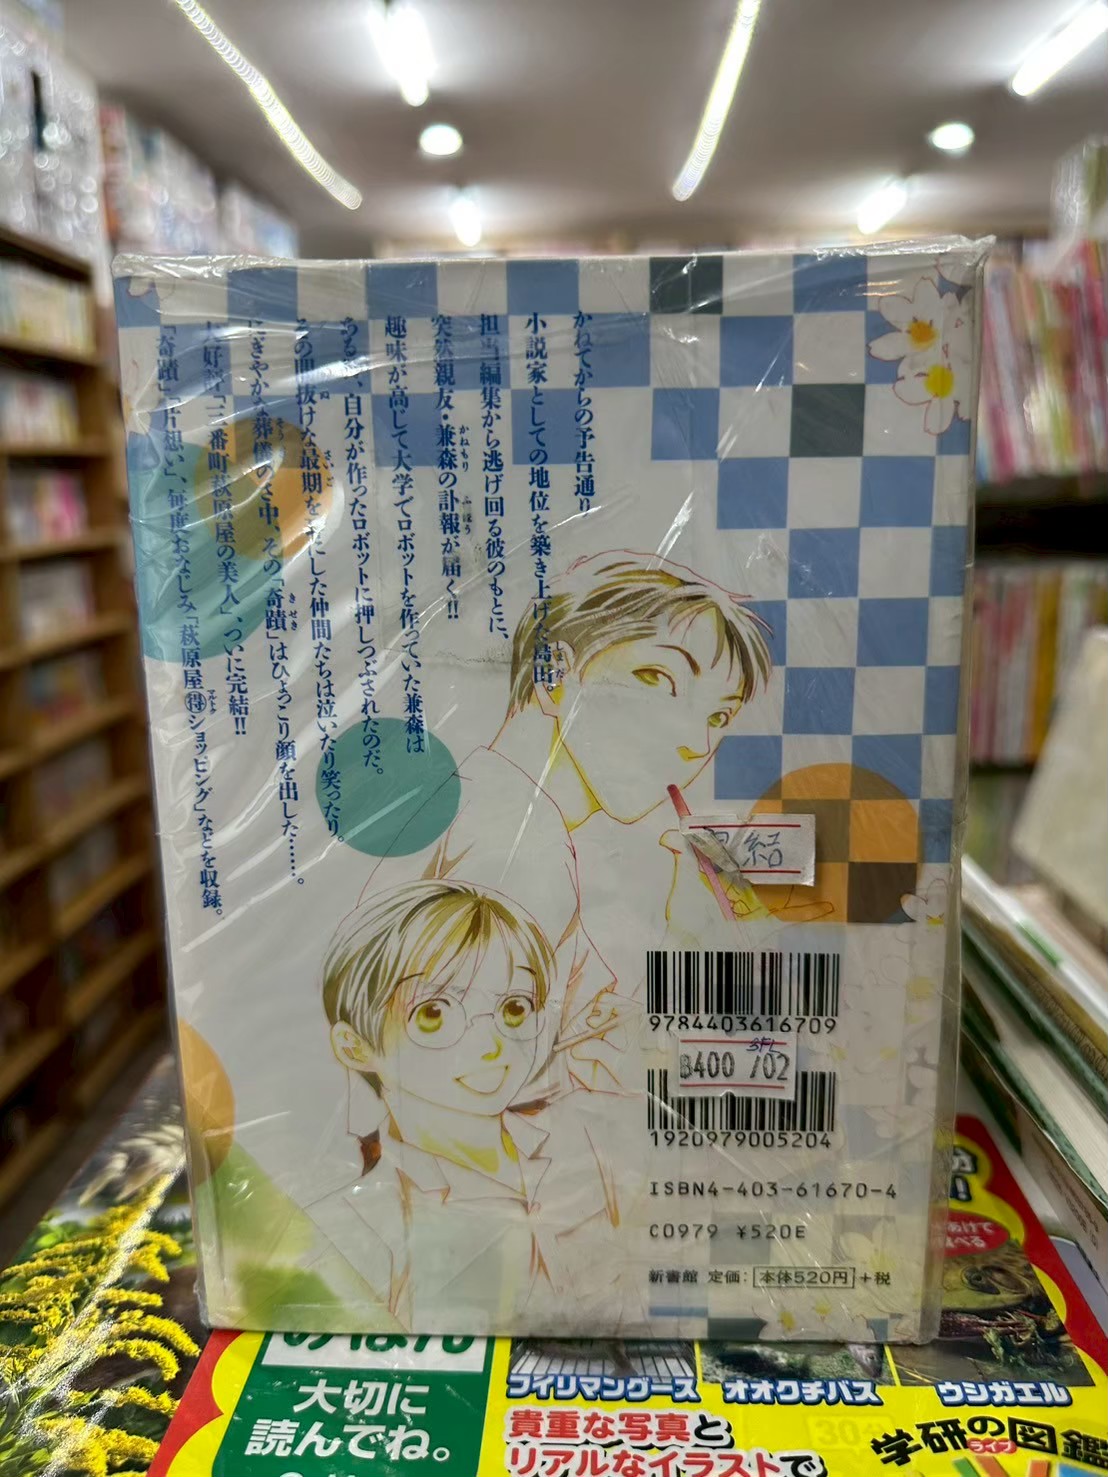 かねてからの予告通り
小説家としての地位を築き上げた島田。
担当編集から逃げ回る彼のもとに、
突然親友・兼森の訃報が届く!!
趣味が高じて大学でロボットを作っていた兼森は
ある日、自分が作ったロボットに押しつぶされたのだ。
その間抜けな最期を 仲間たちは泣いたり笑ったり。
にぎやかな葬儀のさ中、その「奇蹟」はひょっこり顔を出した……。
大好評「三番町萩原屋の美人」、ついに完結!!
「奇蹟」「片想い」、毎度おなじみ「萩原屋㊕ショッピング」などを収録。
結
9784403616709
฿400 /02
1920979005204
ISBN4-403-61670-4
C0979 ¥520E
新書館 定価:本体520円+税
大切に
読んでね。
フイリマングース
オオクチバス
ウシガエル
貴重な写真と
リアルなイラストで
学研の図鑑
ライブ